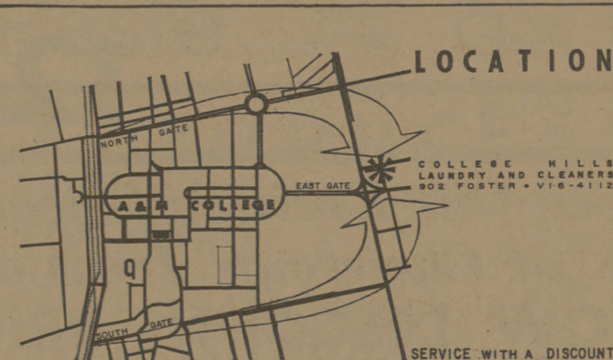 LOCATION
NORTH GATE
COLLEGE HILLS
LAUNDRY AND CLEANERS
902 FOSTER - VI-6-4112
EAST GATE
A & M COLLEGE
SOUTH GATE
SERVICE WITH A DISCOUNT